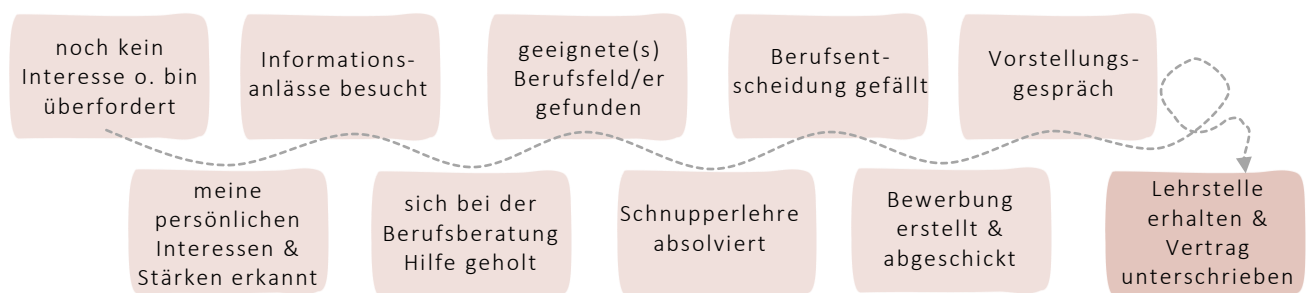 noch kein
Interesse o. bin
überfordert
meine
persönlichen
Interessen &
Stärken erkannt
Informations-
anlässe besucht
sich bei der
Berufsberatung
Hilfe geholt
geeignete(s)
Berufsfeld/er
gefunden
Schnupperlehre
absolviert
Berufsent-
scheidung gefällt
Bewerbung
erstellt &
abgeschickt
Vorstellungs-
gespräch
Lehrstelle
erhalten &
Vertrag
unterschrieben